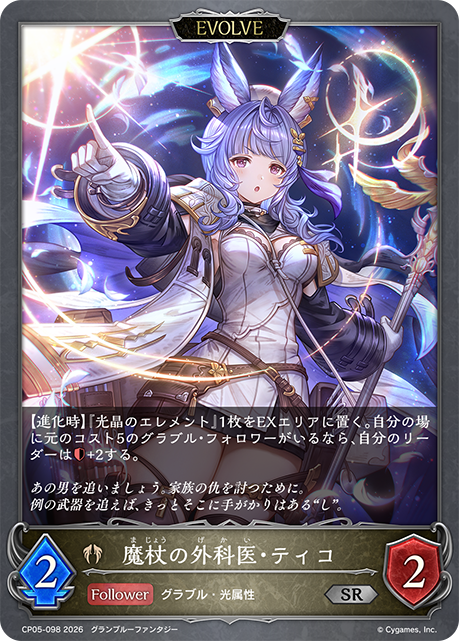 EVOLVE
【進化時】『光晶のエレメント』1枚をEXエリアに置く。自分の場
に元のコスト5のグラブル・フォロワーがいるなら、自分のリー
ダーは+2する。
あの男を追いましょう。家族の仇を討つために。
例の武器を追えば、きっとそこに手がかりはある“し”。
まじょう げかい
魔杖の外科医・ティコ
2
Follower グラブル・光属性
SR
2
CP05-098 2026 グランブルーファンタジー
© Cygames, Inc.